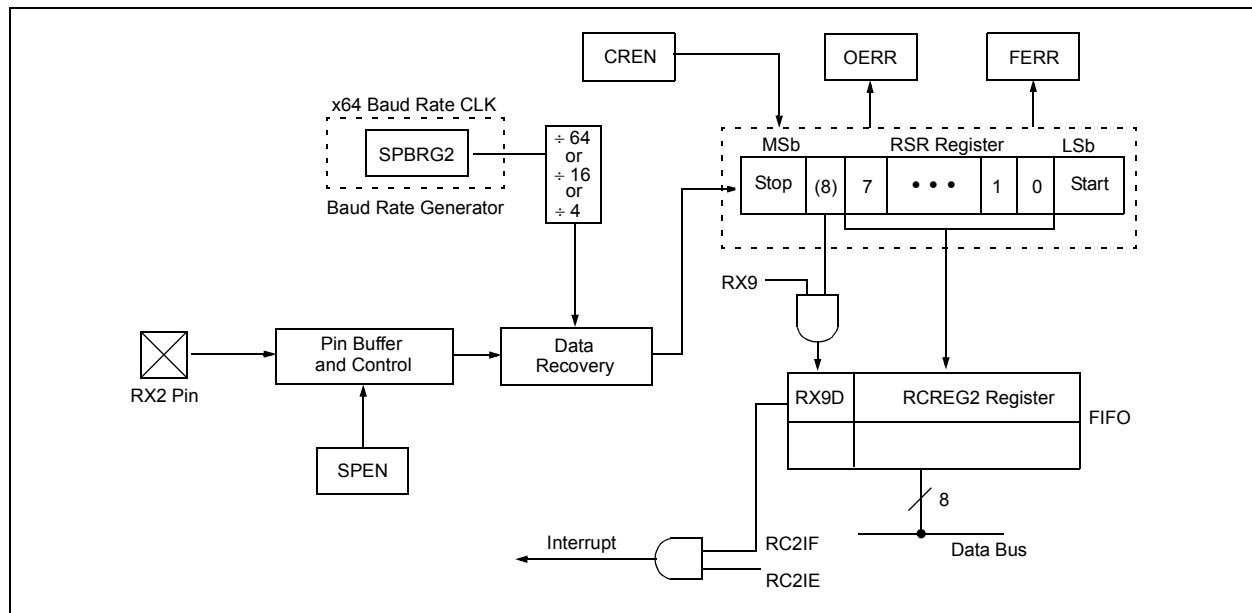 CREN
OERR
FERR
x64 Baud Rate CLK
SPBRG2
Baud Rate Generator
÷ 64
or
÷ 16
or
÷ 4
MSb
RSR Register
LSb
Stop
(8)
7
• • •
1
0
Start
RX9
Pin Buffer
and Control
Data
Recovery
RX2 Pin
SPEN
RX9D
RCREG2 Register
FIFO
8
Data Bus
Interrupt
RC2IF
RC2IE